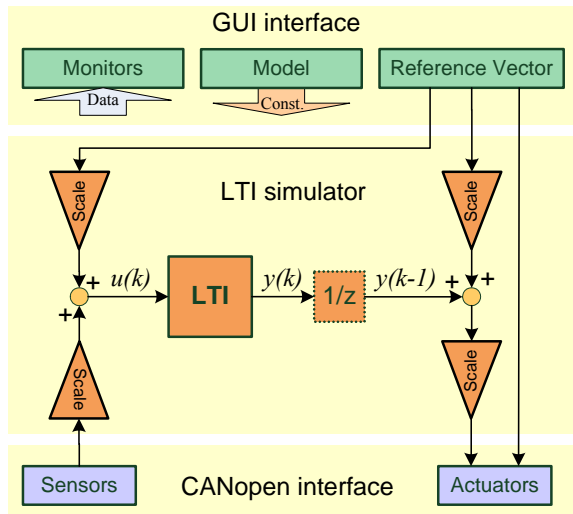 GUI interface
Monitors
Model
Reference Vector
Data
Const.
Scale
LTI simulator
Scale
+
u(k)
LTI
y(k)
1/z
y(k-1)
+
+
+
Scale
Scale
Sensors
CANopen interface
Actuators